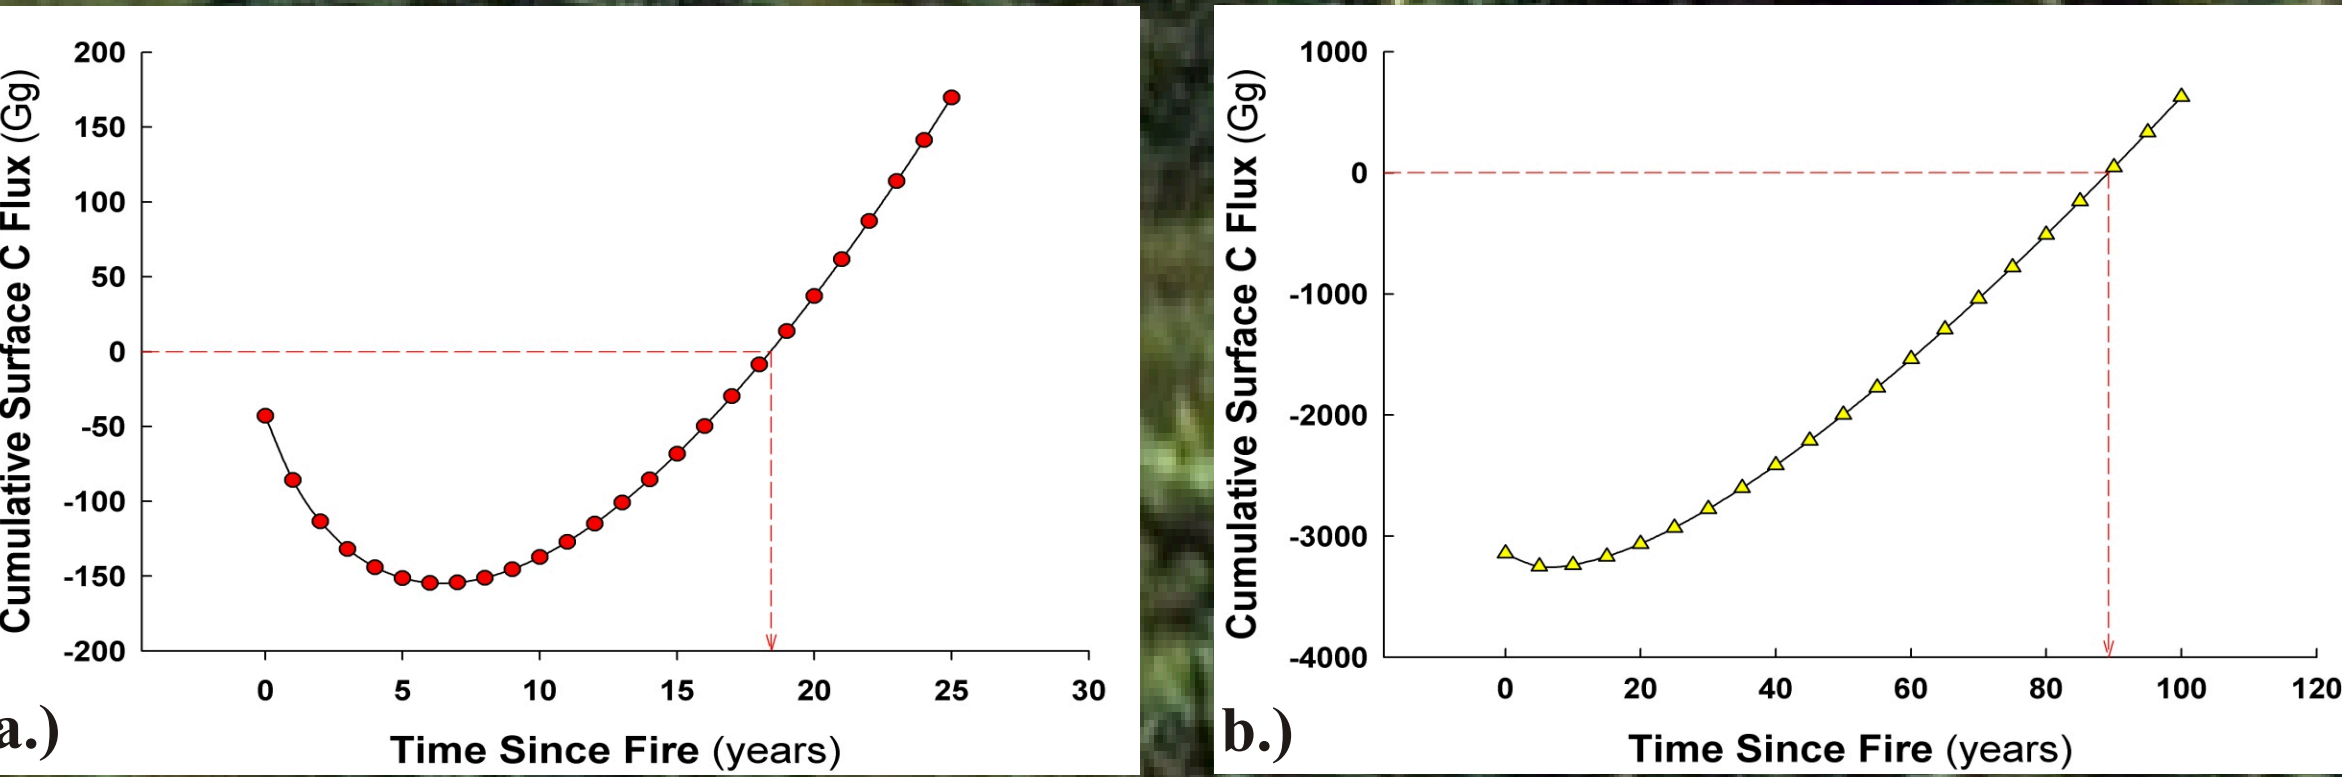 Cumulative Surface C Flux (Gg)
200
150
100
50
0
-50
-100
-150
-200
0 5 10 15 20 25 30
Time Since Fire (years)
a.)
Cumulative Surface C Flux (Gg)
1000
0
-1000
-2000
-3000
-4000
0 20 40 60 80 100 120
Time Since Fire (years)
b.)